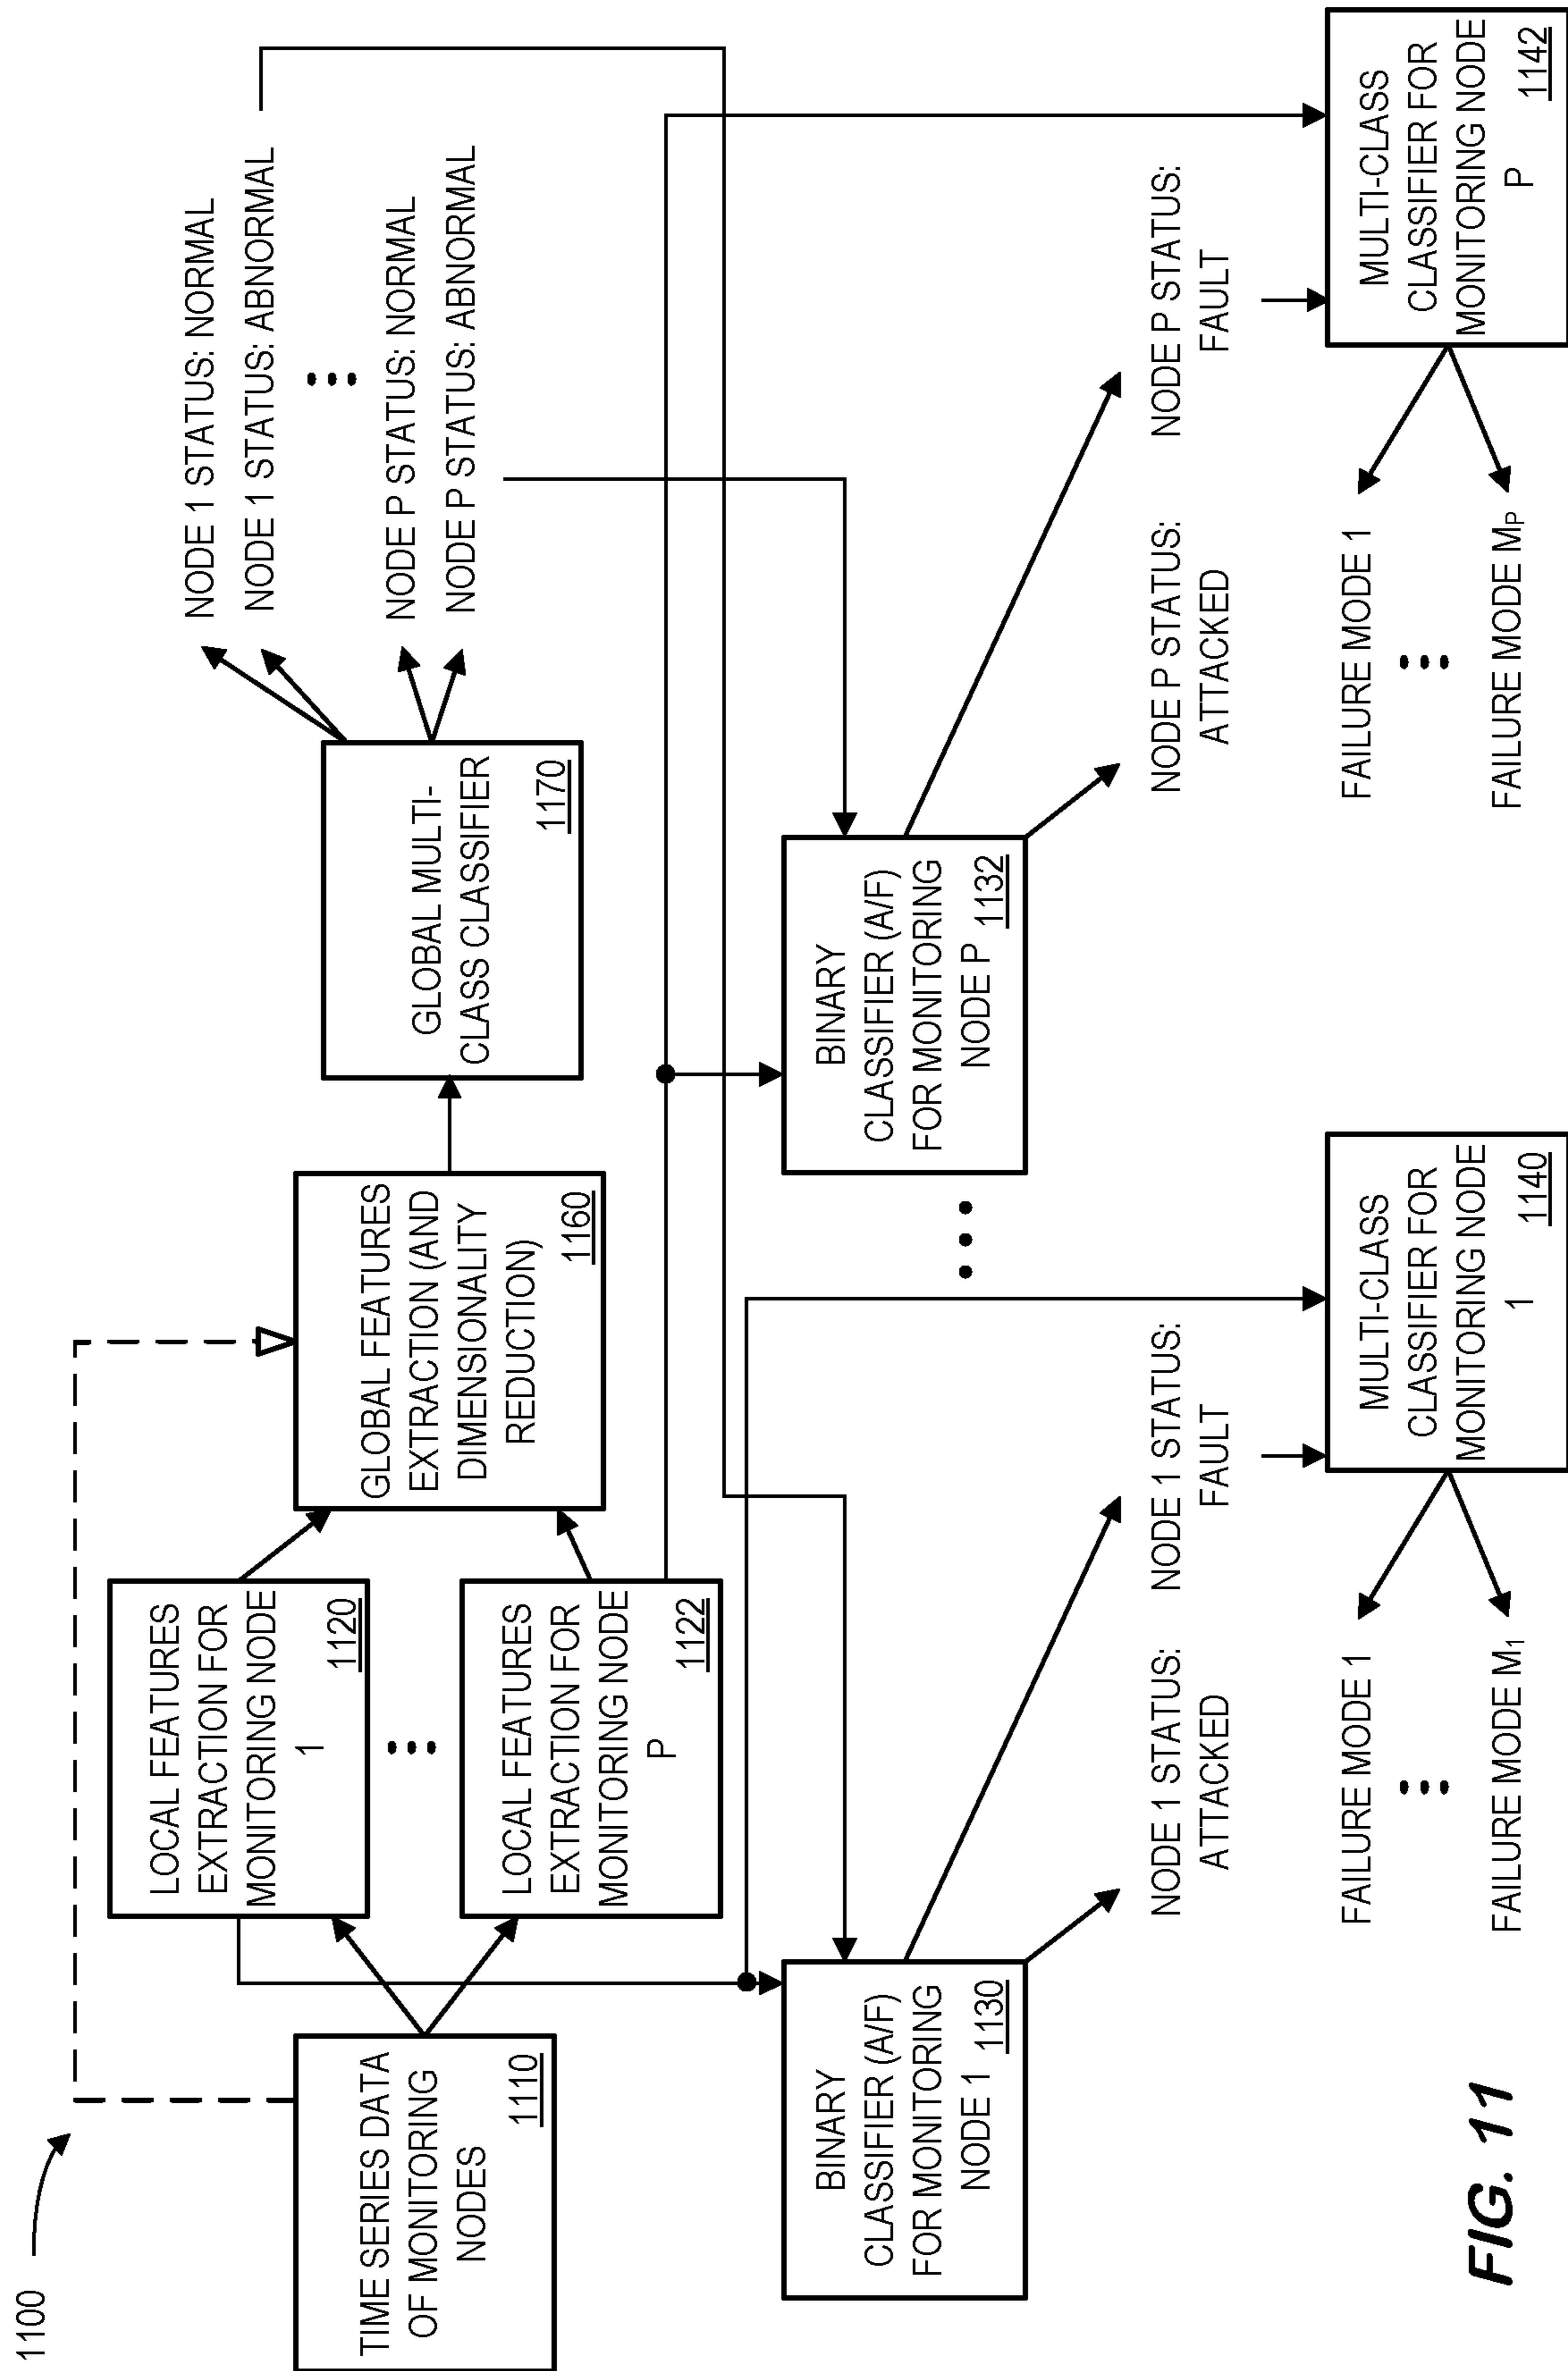 1100
TIME SERIES DATA
OF MONITORING
NODES
1110
LOCAL FEATURES
EXTRACTION FOR
MONITORING NODE
1
1120
LOCAL FEATURES
EXTRACTION FOR
MONITORING NODE
P
1122
GLOBAL FEATURES
EXTRACTION (AND
DIMENSIONALITY
REDUCTION)
1160
GLOBAL MULTI-
CLASS CLASSIFIER
1170
NODE 1 STATUS: NORMAL
NODE 1 STATUS: ABNORMAL
NODE P STATUS: NORMAL
NODE P STATUS: ABNORMAL
BINARY
CLASSIFIER (A/F)
FOR MONITORING
NODE 1
1130
BINARY
CLASSIFIER (A/F)
FOR MONITORING
NODE P
1132
NODE 1 STATUS:
ATTACKED
NODE 1 STATUS:
FAULT
NODE P STATUS:
ATTACKED
NODE P STATUS:
FAULT
FAILURE MODE 1
FAILURE MODE M1
MULTI-CLASS
CLASSIFIER FOR
MONITORING NODE
1
1140
FAILURE MODE 1
FAILURE MODE MP
MULTI-CLASS
CLASSIFIER FOR
MONITORING NODE
P
1142
FIG. 11